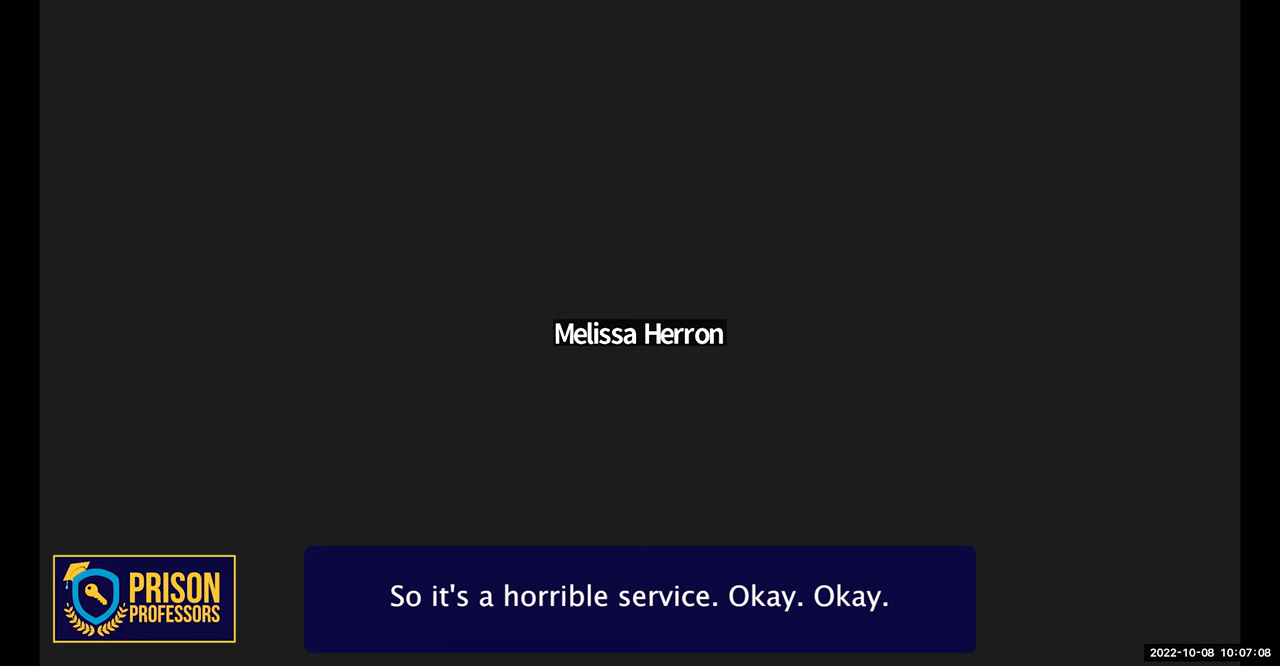 Melissa Herron
PRISON
PROFESSORS
So it's a horrible service. Okay. Okay.
2022-10-08 10:07:08